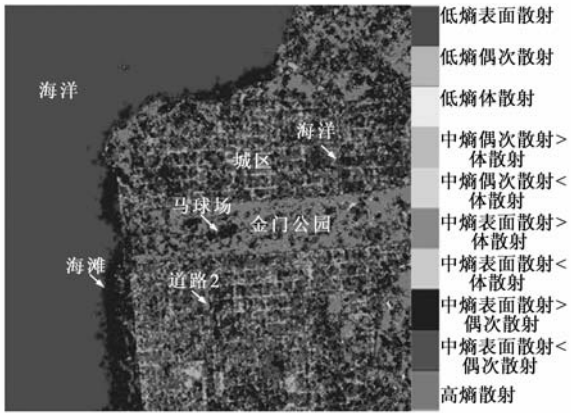 海洋
海洋
城区
马球场
金门公园
海滩
道路2
低熵表面散射
低熵偶次散射
低熵体散射
中熵偶次散射>
体散射
中熵偶次散射<
体散射
中熵表面散射>
体散射
中熵表面散射<
体散射
中熵表面散射>
偶次散射
中熵表面散射<
偶次散射
高熵散射